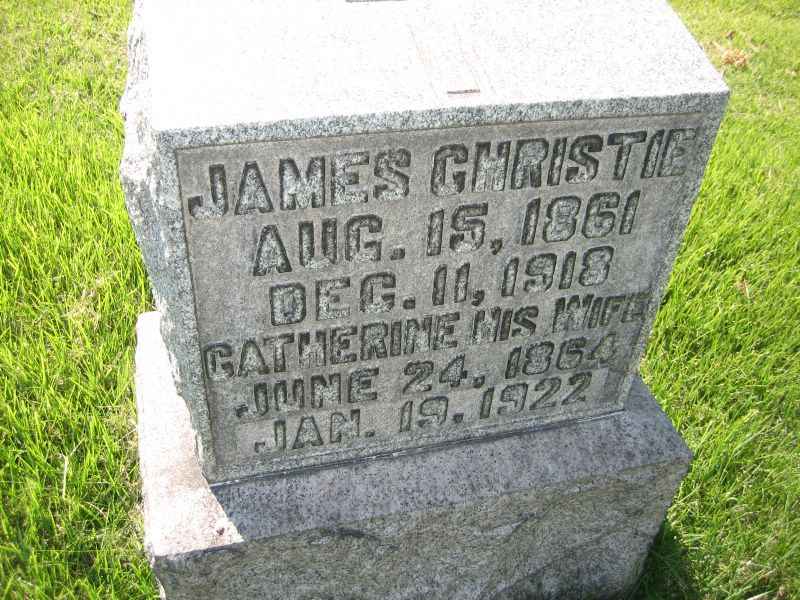 JAMES CHRISTIE
AUG. 15, 1861
DEC. 11, 1918
CATHERINE HIS WIFE
JUNE 24, 1864
JAN. 19, 1922